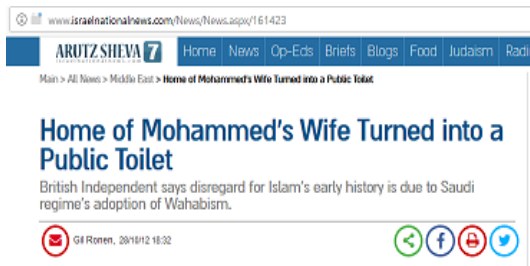 www.israelnationalnews.com/News/News.aspx/161423
ARUTZ SHEVA 7 Home News Op-Eds Briefs Blogs Food Judaism Radi
Main > All News > Middle East > Home of Mohammed's Wife Turned into a Public Toilet
Home of Mohammed's Wife Turned into a
Public Toilet
British Independent says disregard for Islam's early history is due to Saudi
regime's adoption of Wahabism.
Gil Ronen, 28/10/12 18:32